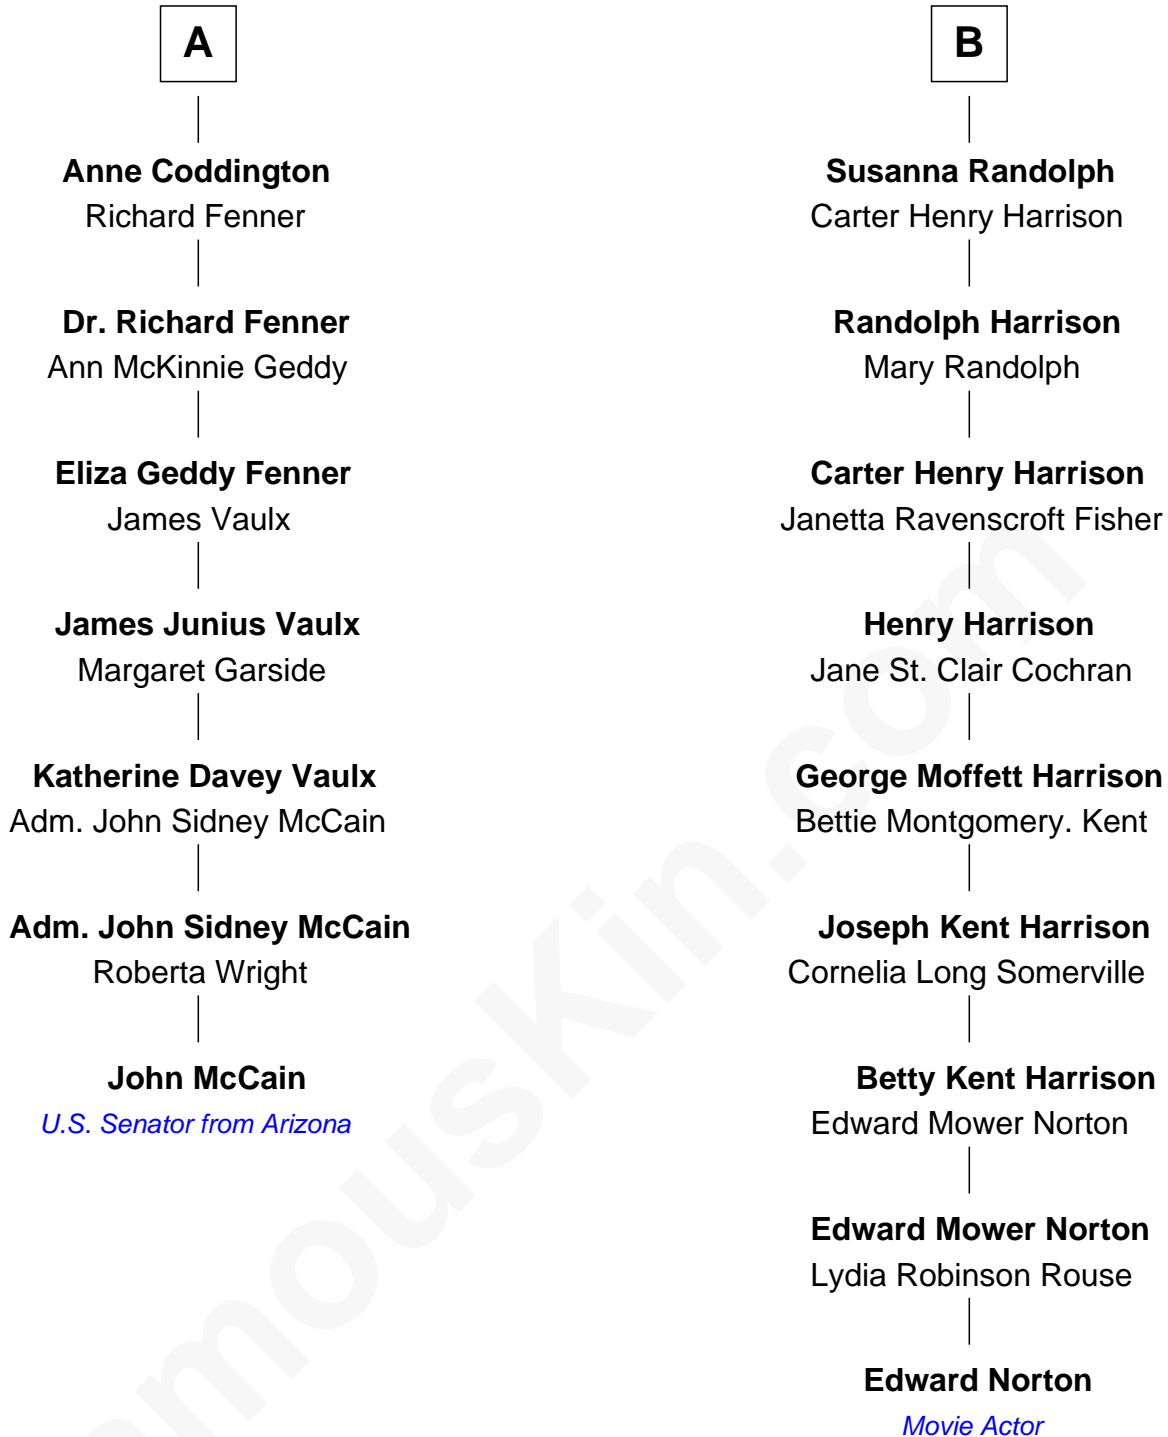 A
Anne Coddington
Richard Fenner
Dr. Richard Fenner
Ann McKinnie Geddy
Eliza Geddy Fenner
James Vaulx
James Junius Vaulx
Margaret Garside
Katherine Davey Vaulx
Adm. John Sidney McCain
Adm. John Sidney McCain
Roberta Wright
John McCain
U.S. Senator from Arizona
B
Susanna Randolph
Carter Henry Harrison
Randolph Harrison
Mary Randolph
Carter Henry Harrison
Janetta Ravenscroft Fisher
Henry Harrison
Jane St. Clair Cochran
George Moffett Harrison
Bettie Montgomery. Kent
Joseph Kent Harrison
Cornelia Long Somerville
Betty Kent Harrison
Edward Mower Norton
Edward Mower Norton
Lydia Robinson Rouse
Edward Norton
Movie Actor
amouskin.com